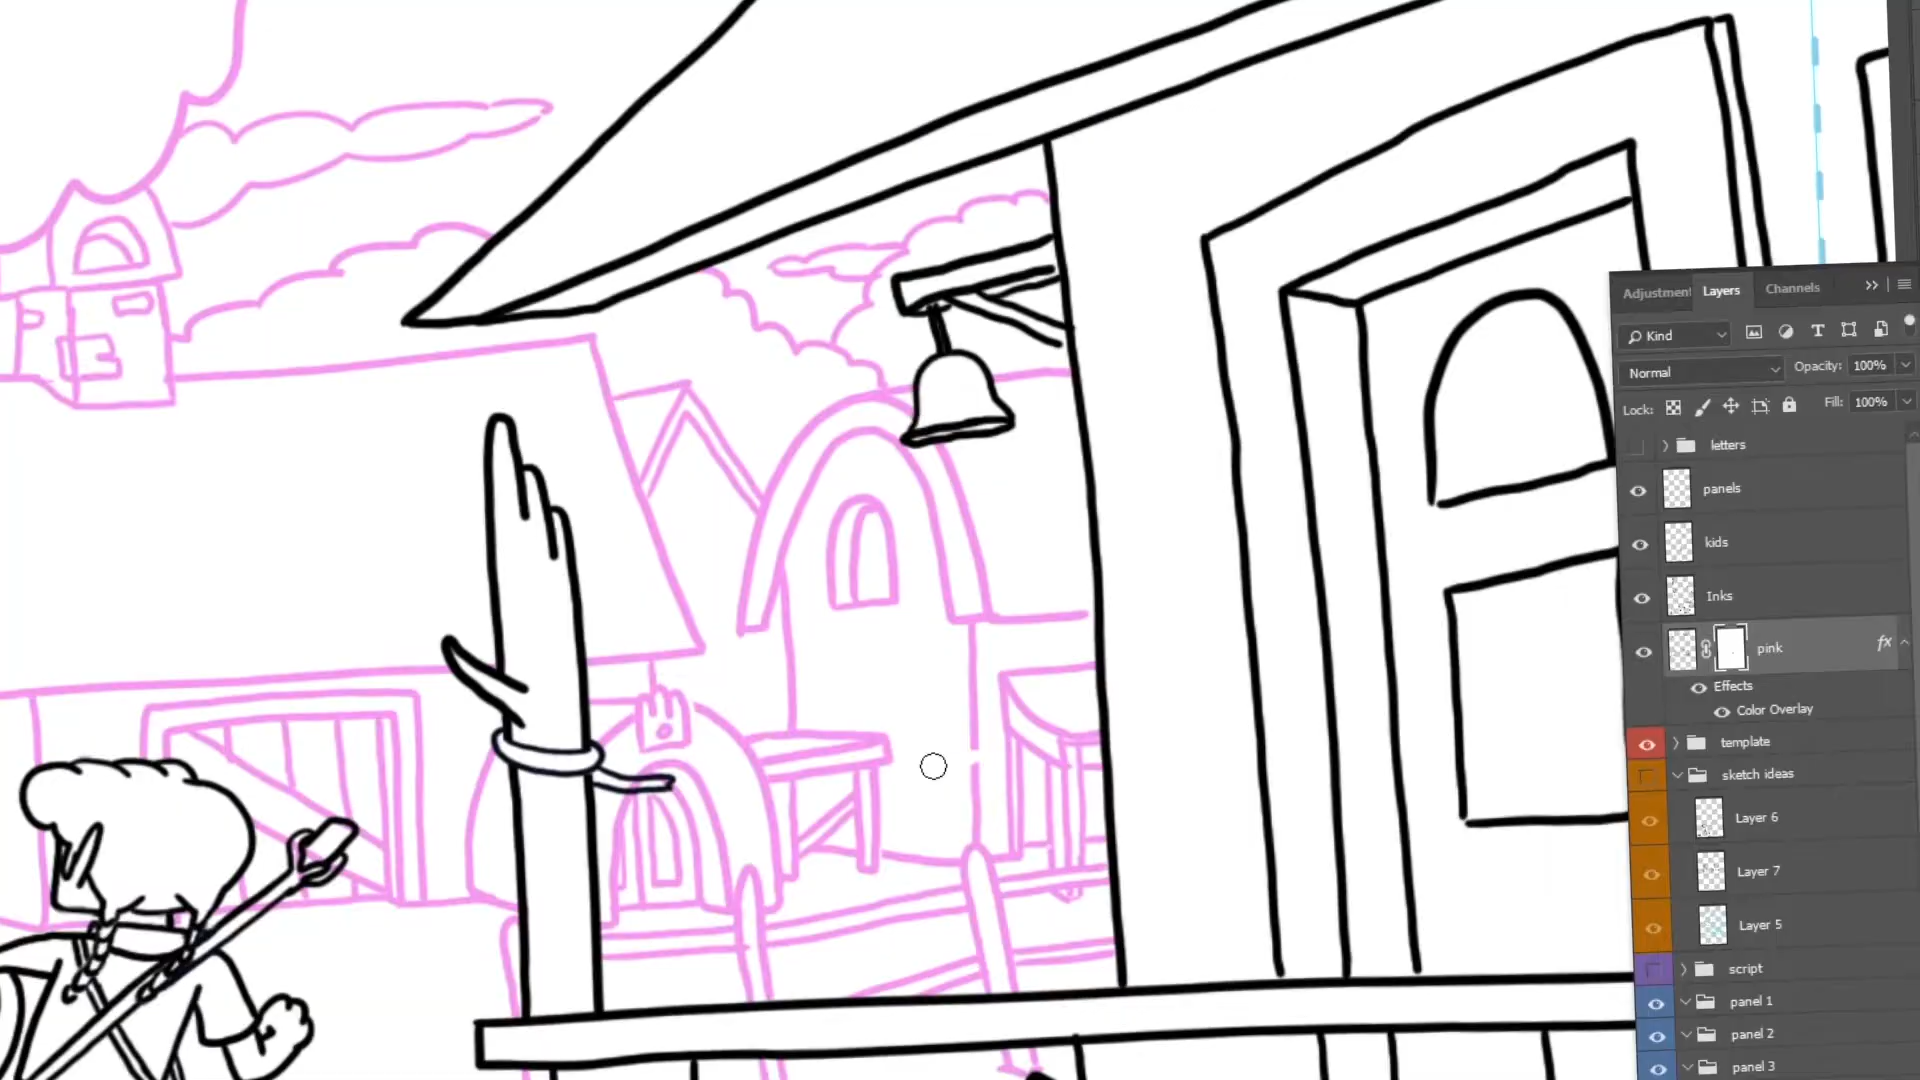 Adjustment Layers Channels
Kind
Normal Opacity: 100%
Lock: Fill: 100%
letters
panels
kids
Inks
pink fx
Effects
Color Overlay
template
sketch ideas
Layer 6
Layer 7
Layer 5
script
panel 1
panel 2
panel 3